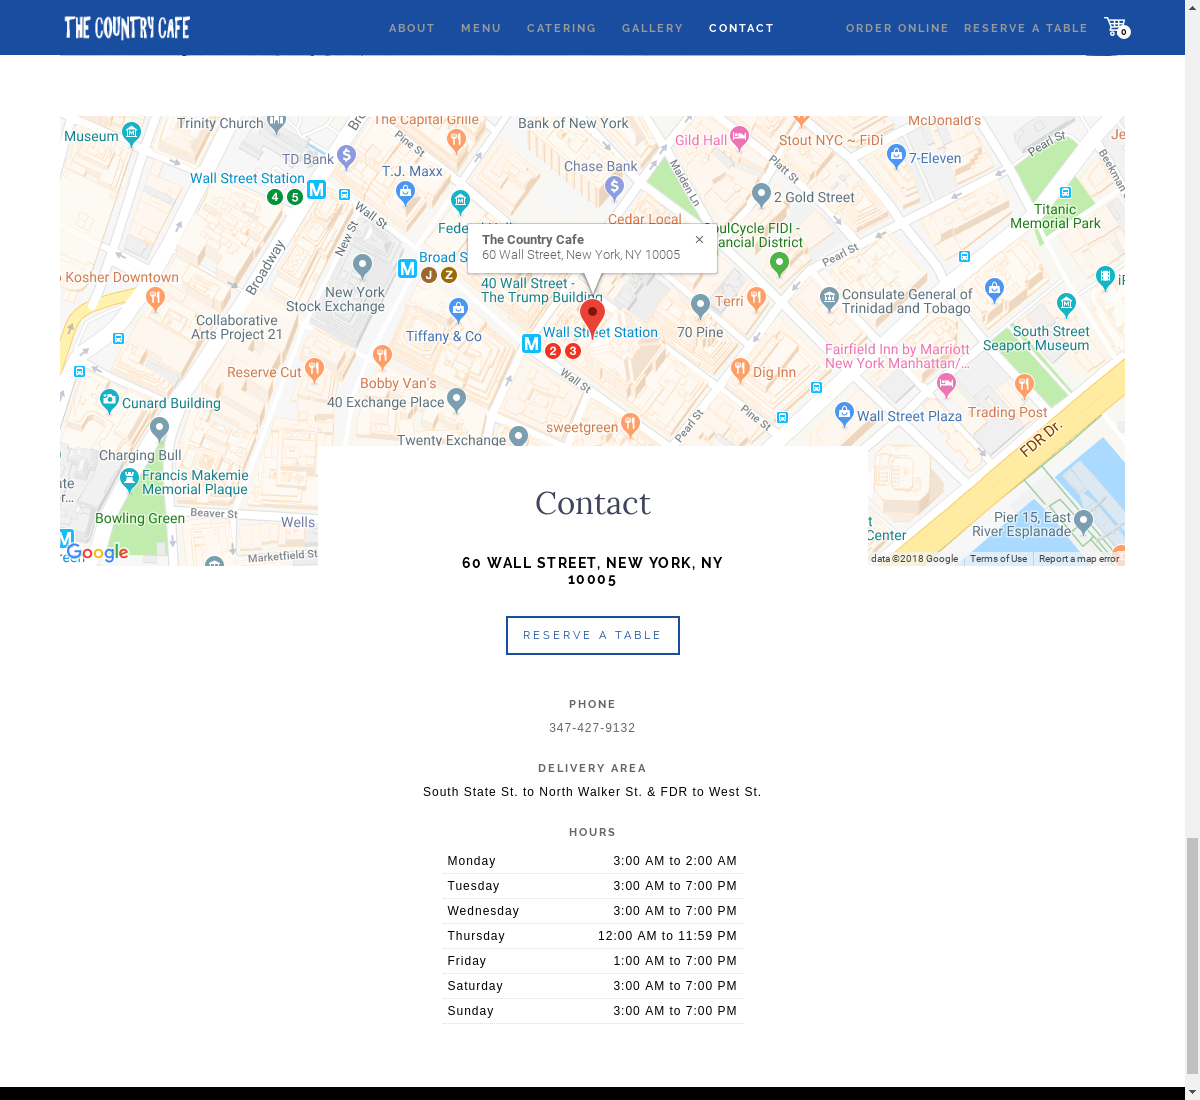 THE COUNTRY CAFE
ABOUT
MENU
CATERING
GALLERY
CONTACT
ORDER ONLINE
RESERVE A TABLE
0
Museum
Trinity Church
The Capital Grille
Pine St
Bank of New York
Gild Hall
Stout NYC ~ FiDi
McDonald's
Pearl St
TD Bank
T.J. Maxx
Chase Bank
Maiden Ln
Platt St
7-Eleven
Beekman
Wall Street Station
M
4 5
Wall St
2 Gold Street
Titanic
Memorial Park
Cedar Local
New St
Broadway
Broad S
M
J Z
Pearl St
The Country Cafe
60 Wall Street, New York, NY 10005
×
Kosher Downtown
New York
Stock Exchange
40 Wall Street -
The Trump Building
Terri
Consulate General of
Trinidad and Tobago
Collaborative
Arts Project 21
Tiffany & Co
M
Wall Street Station
2 3
70 Pine
South Street
Seaport Museum
Fairfield Inn by Marriott
New York Manhattan/...
Reserve Cut
Bobby Van's
Wall St
Dig Inn
Cunard Building
40 Exchange Place
Pearl St
Pine St
Wall Street Plaza
Trading Post
sweetgreen
Twenty Exchange
FDR Dr.
Charging Bull
Francis Makemie
Memorial Plaque
Beaver St
Bowling Green
Wells
Pier 15, East
River Esplanade
Center
M
Marketfield St
Google
data ©2018 Google
Terms of Use
Report a map error
Contact
60 WALL STREET, NEW YORK, NY
10005
RESERVE A TABLE
PHONE
347-427-9132
DELIVERY AREA
South State St. to North Walker St. & FDR to West St.
HOURS
Monday 3:00 AM to 2:00 AM
Tuesday 3:00 AM to 7:00 PM
Wednesday 3:00 AM to 7:00 PM
Thursday 12:00 AM to 11:59 PM
Friday 1:00 AM to 7:00 PM
Saturday 3:00 AM to 7:00 PM
Sunday 3:00 AM to 7:00 PM